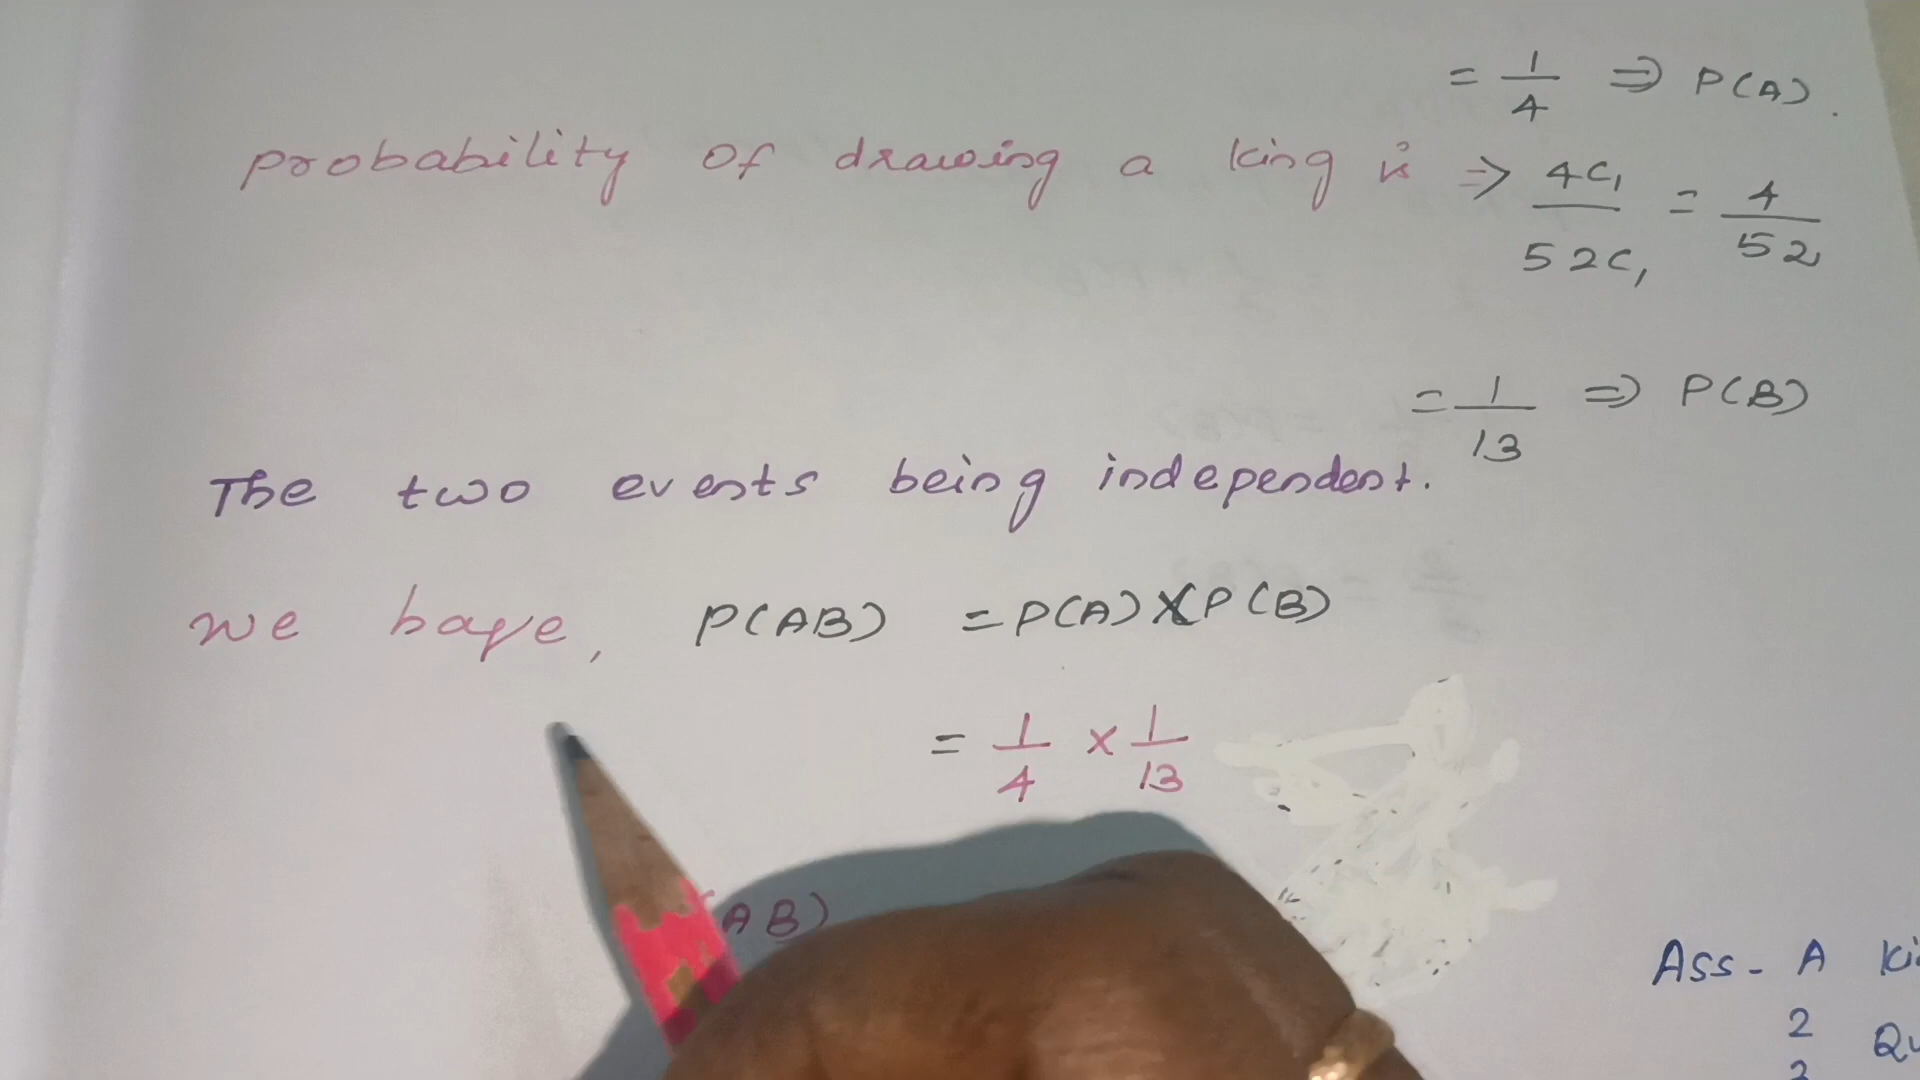 = 1/4 ⇒ P(A).
probability of drawing a king is ⇒ 4C₁/52C₁ = 4/52
= 1/13 ⇒ P(B)
The two events being independent.
we have, P(AB) = P(A) X P(B)
= 1/4 x 1/13
AB)
Ass - A
2